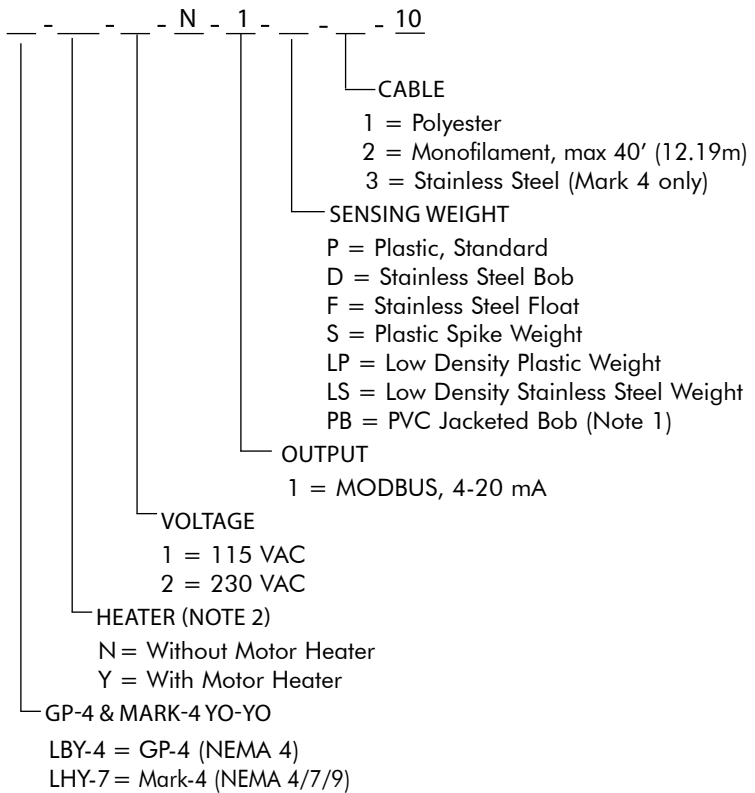 __ - __ - __ - N - 1 - __ - __ - 10
CABLE
1 = Polyester
2 = Monofilament, max 40’ (12.19m)
3 = Stainless Steel (Mark 4 only)
SENSING WEIGHT
P = Plastic, Standard
D = Stainless Steel Bob
F = Stainless Steel Float
S = Plastic Spike Weight
LP = Low Density Plastic Weight
LS = Low Density Stainless Steel Weight
PB = PVC Jacketed Bob (Note 1)
OUTPUT
1 = MODBUS, 4-20 mA
VOLTAGE
1 = 115 VAC
2 = 230 VAC
HEATER (NOTE 2)
N = Without Motor Heater
Y = With Motor Heater
GP-4 & MARK-4 YO-YO
LBY-4 = GP-4 (NEMA 4)
LHY-7 = Mark-4 (NEMA 4/7/9)